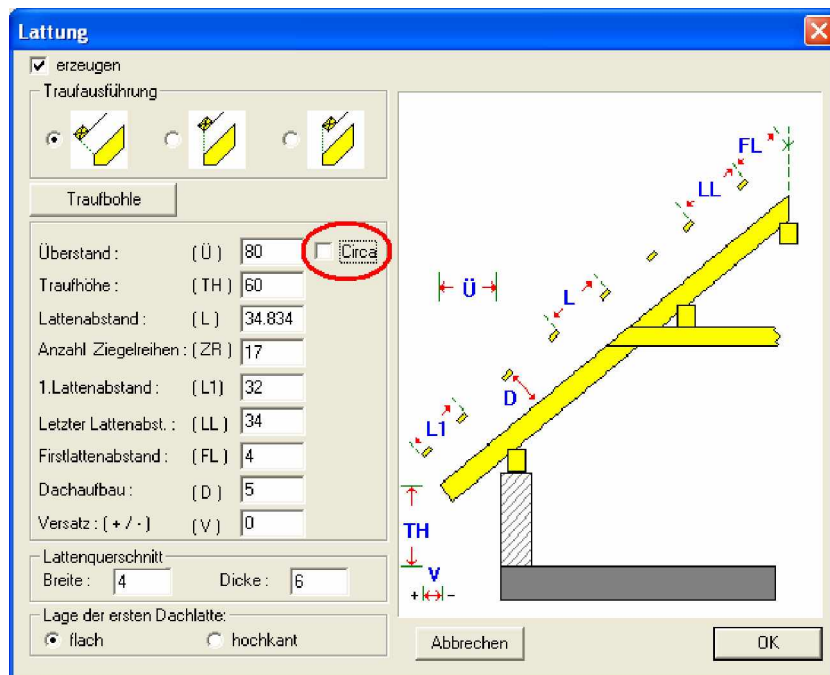 Lattung
erzeugen
Traufausführung
Traufbohle
Überstand : ( Ü ) 80 Circa
Traufhöhe : ( TH ) 60
Lattenabstand : ( L ) 34.834
Anzahl Ziegelreihen : ( ZR ) 17
1.Lattenabstand : ( L1) 32
Letzter Lattenabst. : ( LL ) 34
Firstlattenabstand : ( FL ) 4
Dachaufbau : ( D ) 5
Versatz : ( + / - ) ( V ) 0
Lattenquerschnitt
Breite : 4 Dicke : 6
Lage der ersten Dachlatte:
flach hochkant
FL
LL
Ü
L
D
L1
TH
V
+ -
Abbrechen OK